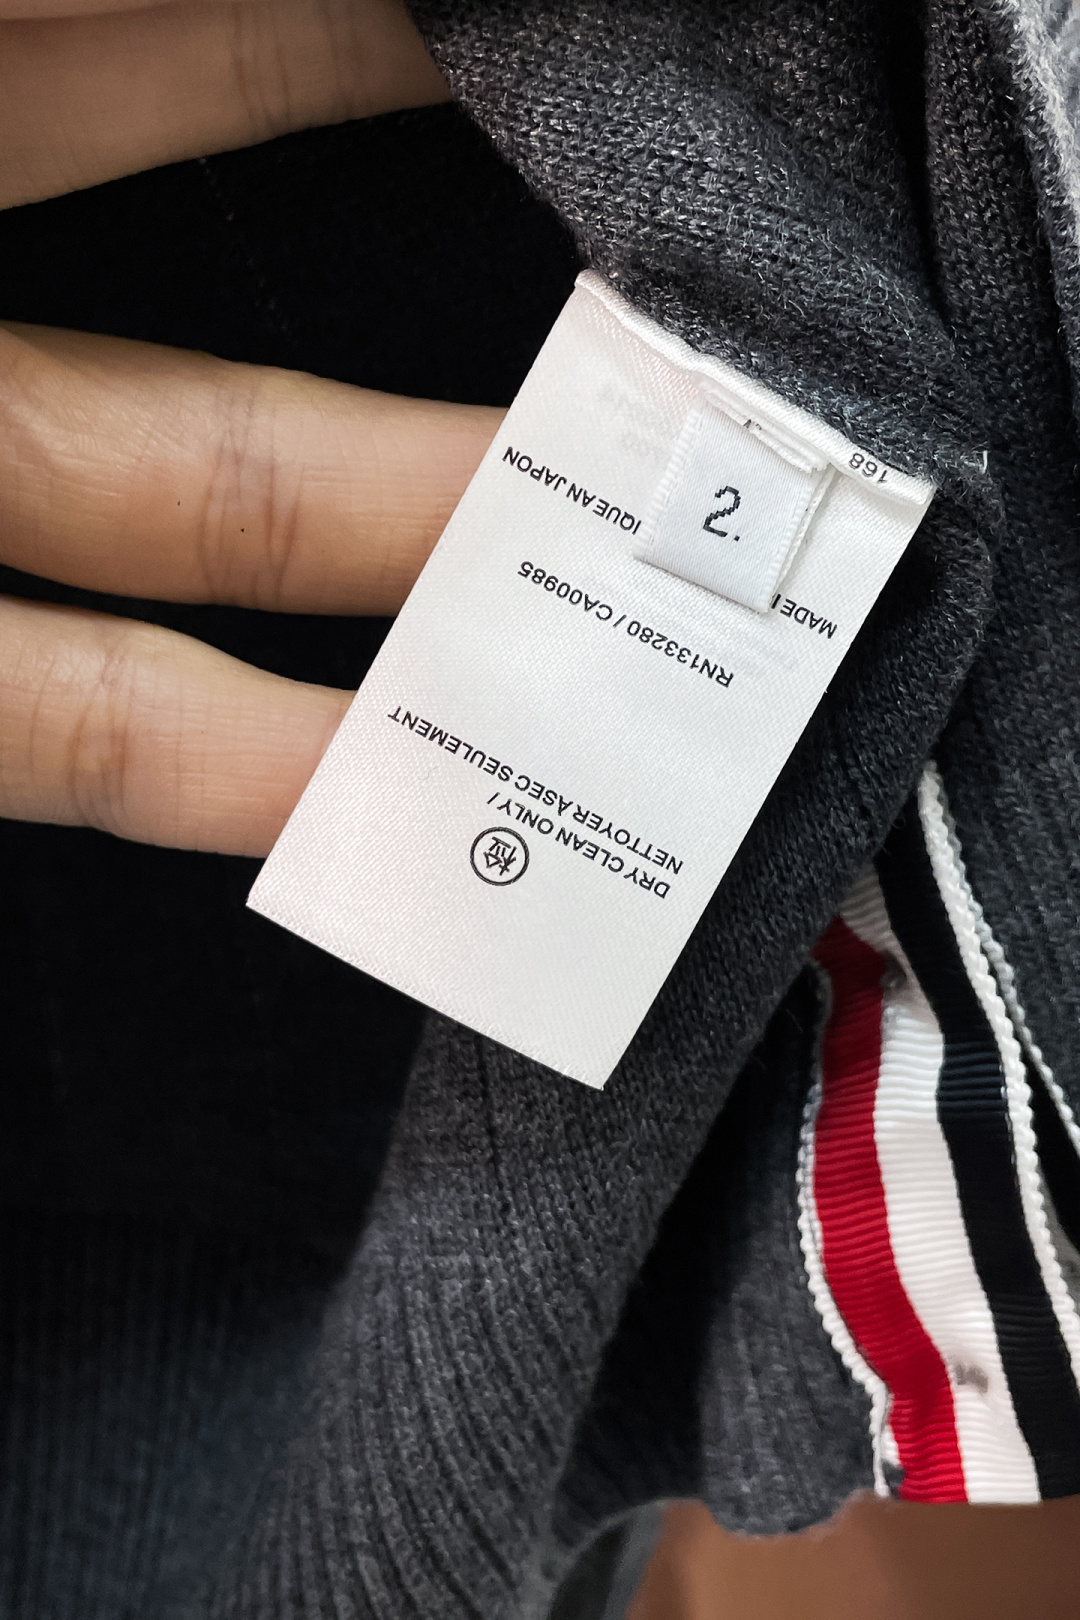 DRY CLEAN ONLY /
NETTOYER À SEC SEULEMENT
RN133280 / CA00985
MADE I IQUE AN JAPON
168
2.